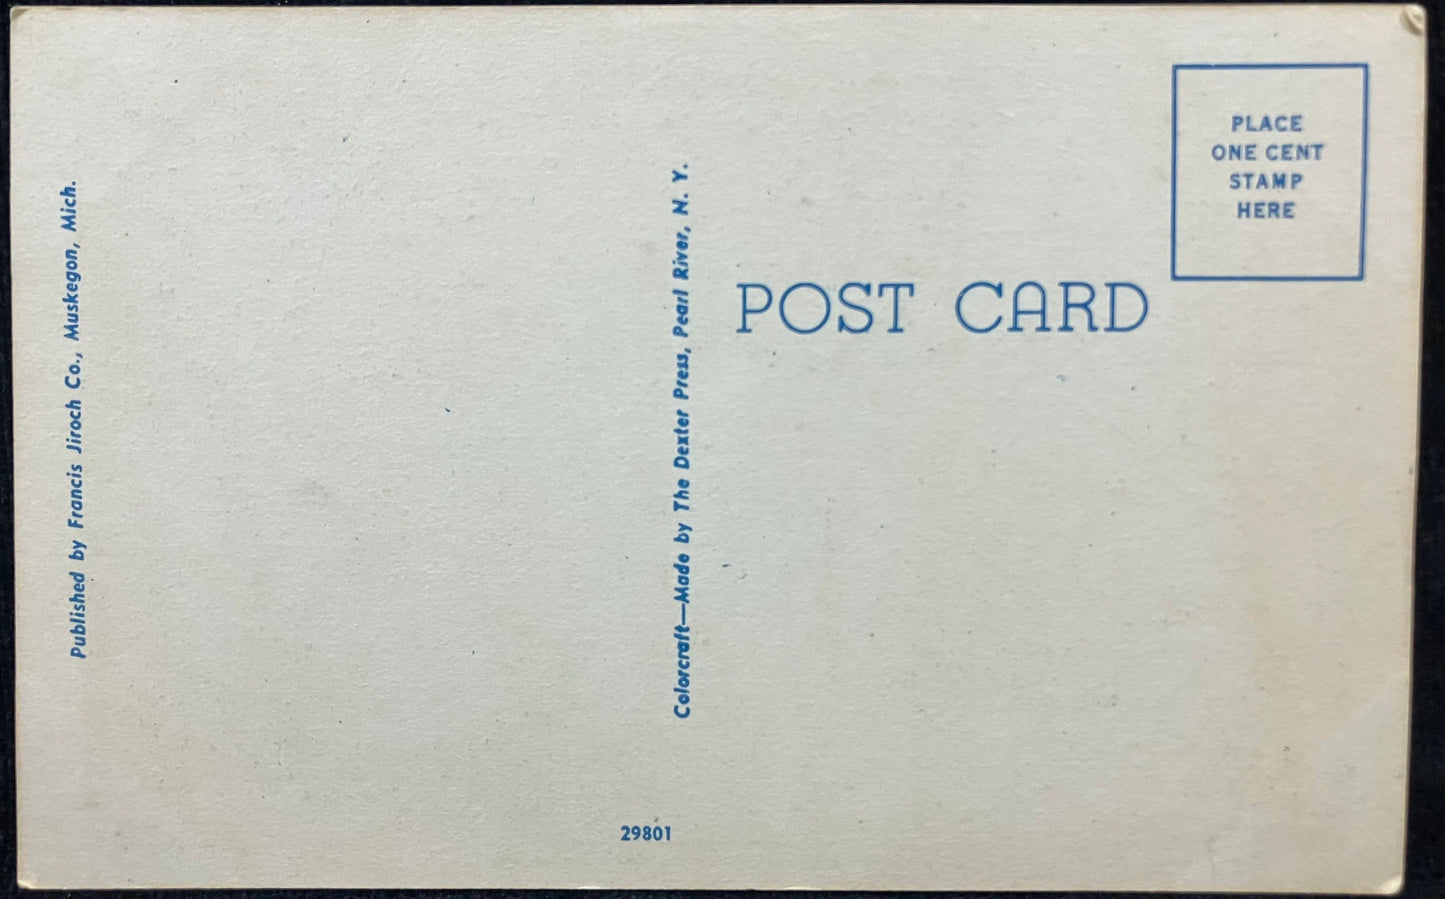 Published by Francis Jiroch Co., Muskegon, Mich.
Colorcraft—Made by The Dexter Press, Pearl River, N. Y.
POST CARD
PLACE
ONE CENT
STAMP
HERE
29801